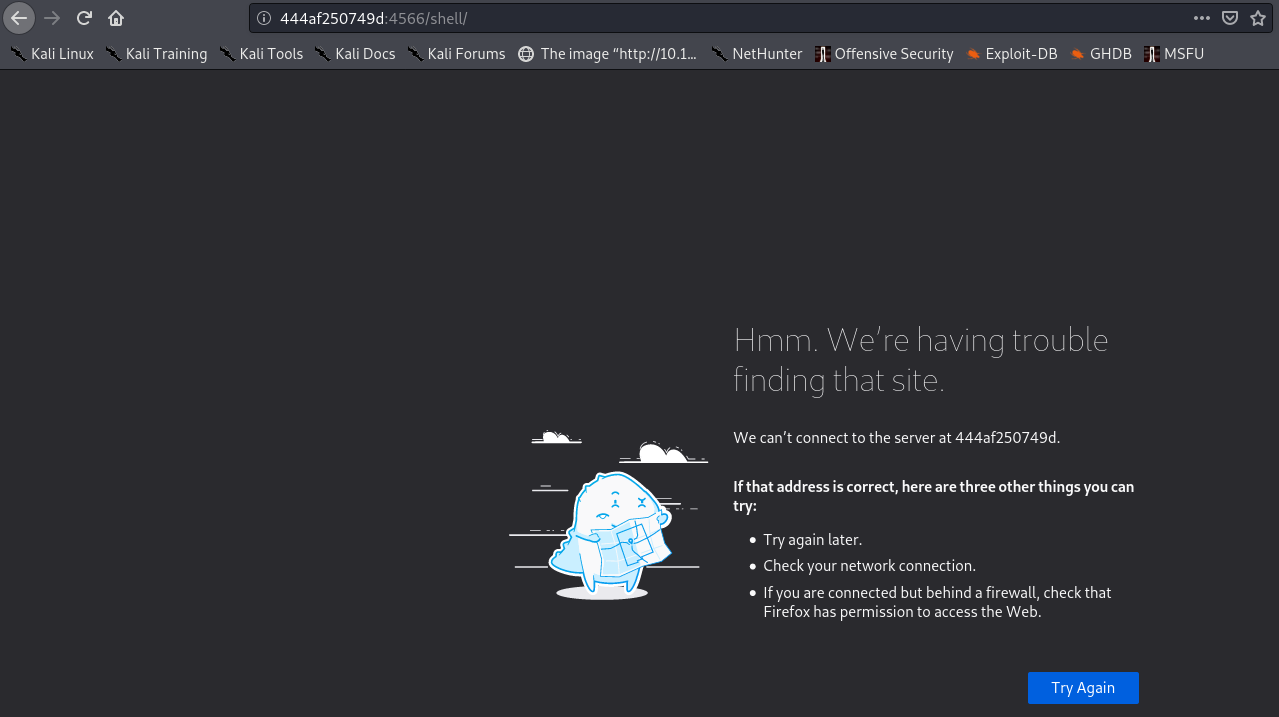 444af250749d:4566/shell/
Kali Linux Kali Training Kali Tools Kali Docs Kali Forums The image “http://10.1... NetHunter Offensive Security Exploit-DB GHDB MSFU
Hmm. We’re having trouble
finding that site.
We can’t connect to the server at 444af250749d.
If that address is correct, here are three other things you can
try:
Try again later.
Check your network connection.
If you are connected but behind a firewall, check that
Firefox has permission to access the Web.
Try Again